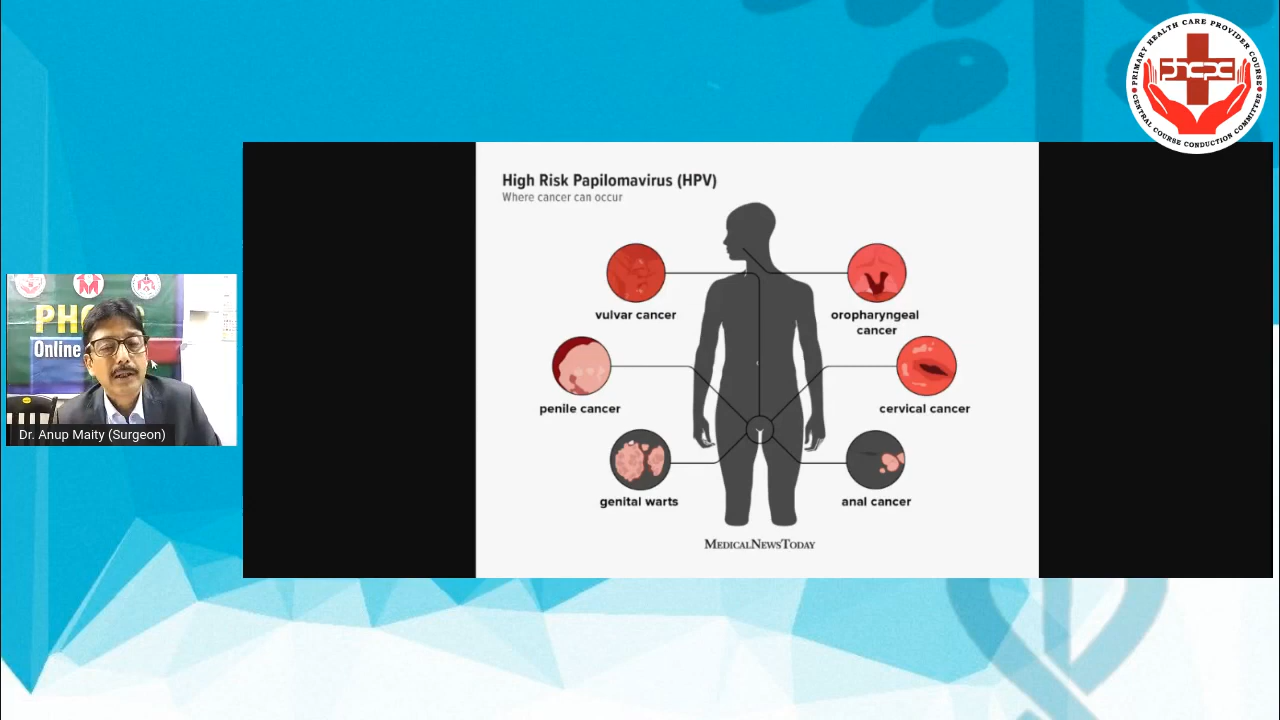 PRIMARY HEALTH CARE PROVIDER COURSE
phcpc
CENTRAL COURSE CONDUCTION COMMITTEE
High Risk Papilomavirus (HPV)
Where cancer can occur
vulvar cancer
oropharyngeal
cancer
penile cancer
cervical cancer
genital warts
anal cancer
MEDICALNEWSTODAY
Online
Dr. Anup Maity (Surgeon)